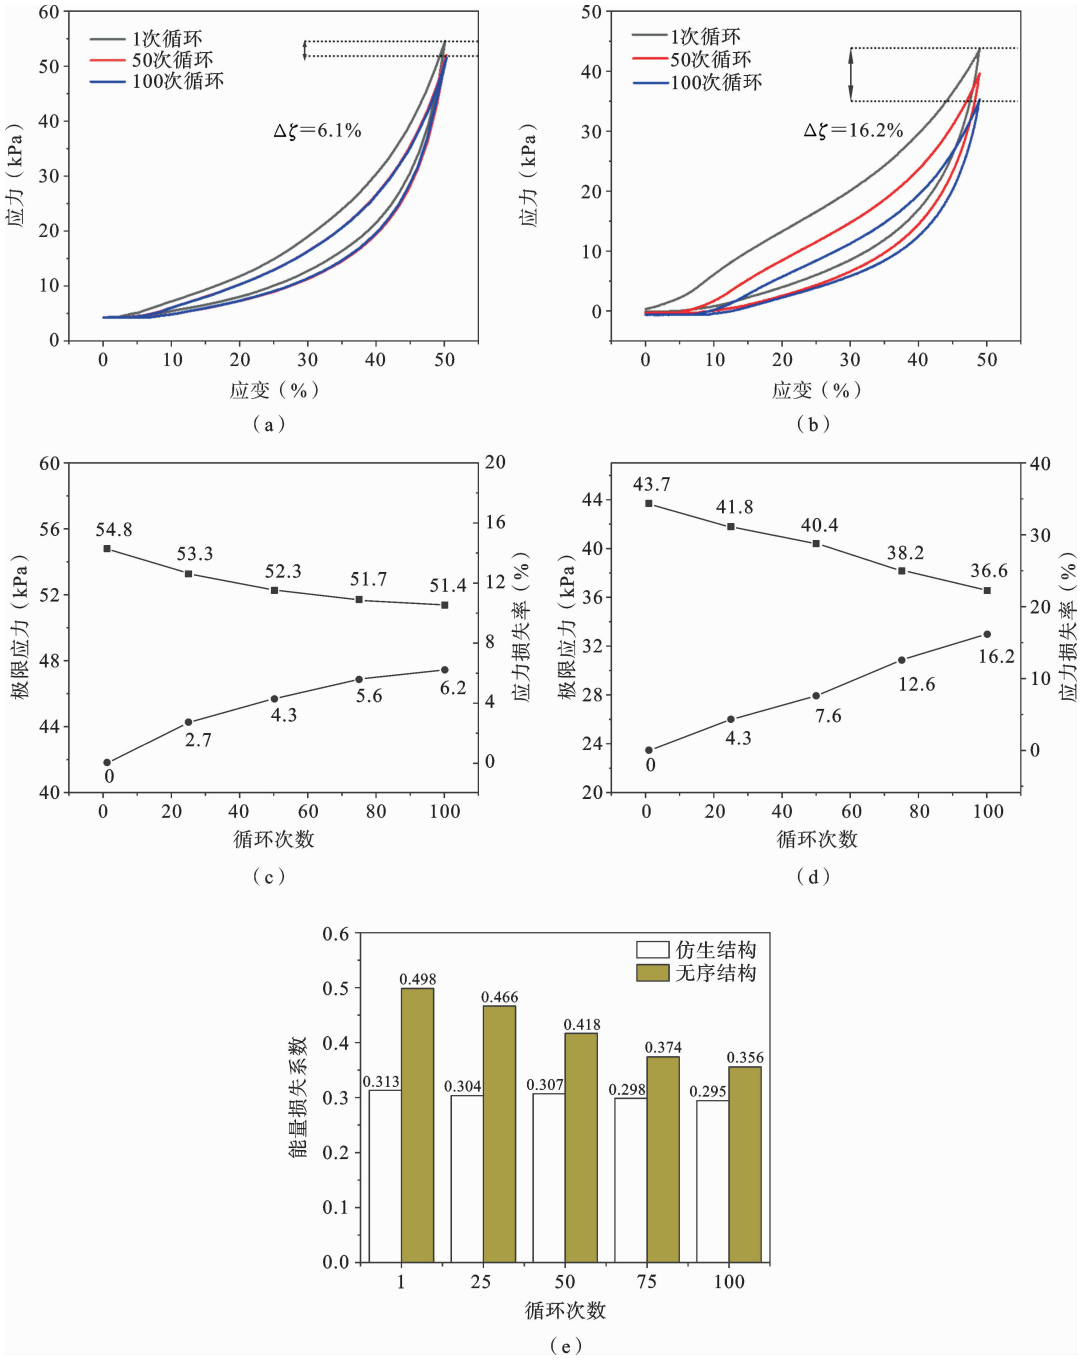 1次循环
50次循环
100次循环
Δζ=6.1%
60
50
40
30
20
10
0
应力（kPa）
0 10 20 30 40 50
应变（%）
（a）
1次循环
50次循环
100次循环
Δζ=16.2%
50
40
30
20
10
0
应力（kPa）
0 10 20 30 40 50
应变（%）
（b）
60
56
52
48
44
40
极限应力（kPa）
54.8
53.3
52.3
51.7
51.4
0
2.7
4.3
5.6
6.2
20
16
12
8
4
0
应力损失率（%）
0 20 40 60 80 100
循环次数
（c）
44
40
36
32
28
24
20
极限应力（kPa）
43.7
41.8
40.4
38.2
36.6
0
4.3
7.6
12.6
16.2
40
30
20
10
0
应力损失率（%）
0 20 40 60 80 100
循环次数
（d）
0.6
0.5
0.4
0.3
0.2
0.1
0.0
能量损失系数
仿生结构
无序结构
0.313
0.498
0.304
0.466
0.307
0.418
0.298
0.374
0.295
0.356
1 25 50 75 100
循环次数
（e）